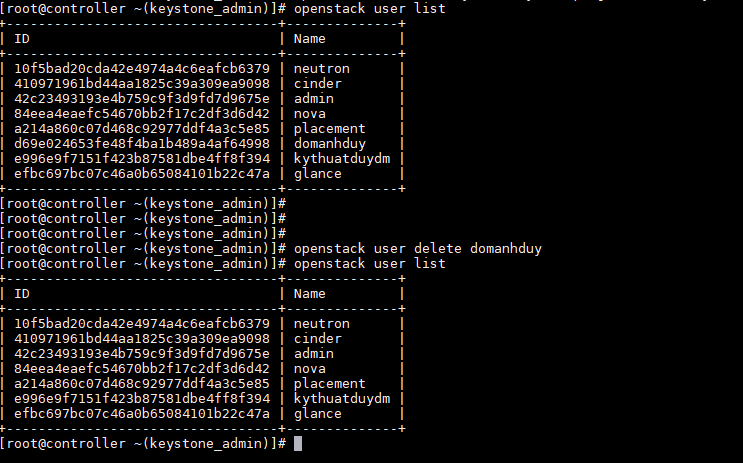 [root@controller ~(keystone_admin)]# openstack user list
+----------------------------------+--------------+
| ID                               | Name         |
+----------------------------------+--------------+
| 10f5bad20cda42e4974a4c6eafcb6379 | neutron      |
| 410971961bd44aa1825c39a309ea9098 | cinder       |
| 42c23493193e4b759c9f3d9fd7d9675e | admin        |
| 84eea4eaefc54670bb2f17c2df3d6d42 | nova         |
| a214a860c07d468c92977ddf4a3c5e85 | placement    |
| d69e024653fe48f4ba1b489a4af64998 | domanhduy    |
| e996e9f7151f423b87581dbe4ff8f394 | kythuatduydm |
| efbc697bc07c46a0b65084101b22c47a | glance       |
+----------------------------------+--------------+
[root@controller ~(keystone_admin)]#
[root@controller ~(keystone_admin)]#
[root@controller ~(keystone_admin)]#
[root@controller ~(keystone_admin)]# openstack user delete domanhduy
[root@controller ~(keystone_admin)]# openstack user list
+----------------------------------+--------------+
| ID                               | Name         |
+----------------------------------+--------------+
| 10f5bad20cda42e4974a4c6eafcb6379 | neutron      |
| 410971961bd44aa1825c39a309ea9098 | cinder       |
| 42c23493193e4b759c9f3d9fd7d9675e | admin        |
| 84eea4eaefc54670bb2f17c2df3d6d42 | nova         |
| a214a860c07d468c92977ddf4a3c5e85 | placement    |
| e996e9f7151f423b87581dbe4ff8f394 | kythuatduydm |
| efbc697bc07c46a0b65084101b22c47a | glance       |
+----------------------------------+--------------+
[root@controller ~(keystone_admin)]#